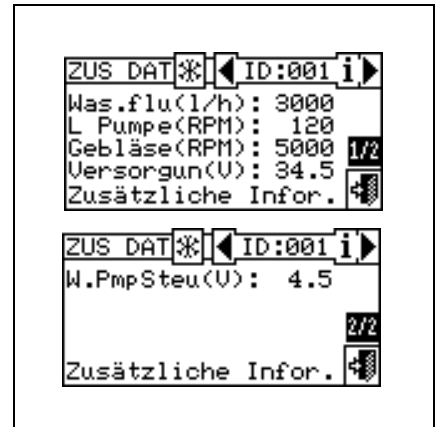 ZUS DAT ID:001 i
Was.flu(l/h): 3000
L Pumpe(RPM): 120
Gebläse(RPM): 5000 1/2
Versorgun(V): 34.5
Zusätzliche Infor.
ZUS DAT ID:001 i
W.PmpSteu(V): 4.5
2/2
Zusätzliche Infor.